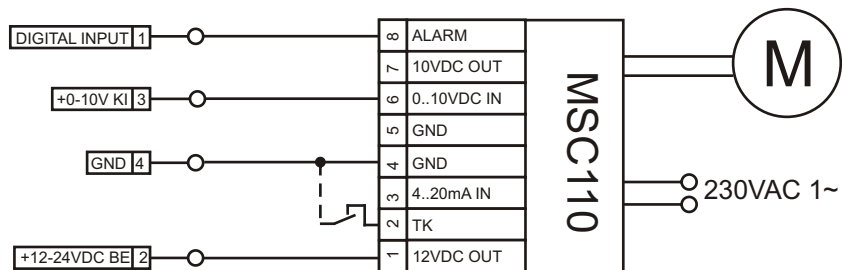 DIGITAL INPUT 1
8 ALARM
7 10VDC OUT
+0-10V KI 3
6 0..10VDC IN
5 GND
GND 4
4 GND
3 4..20mA IN
2 TK
+12-24VDC BE 2
1 12VDC OUT
MSC110
M
230VAC 1~